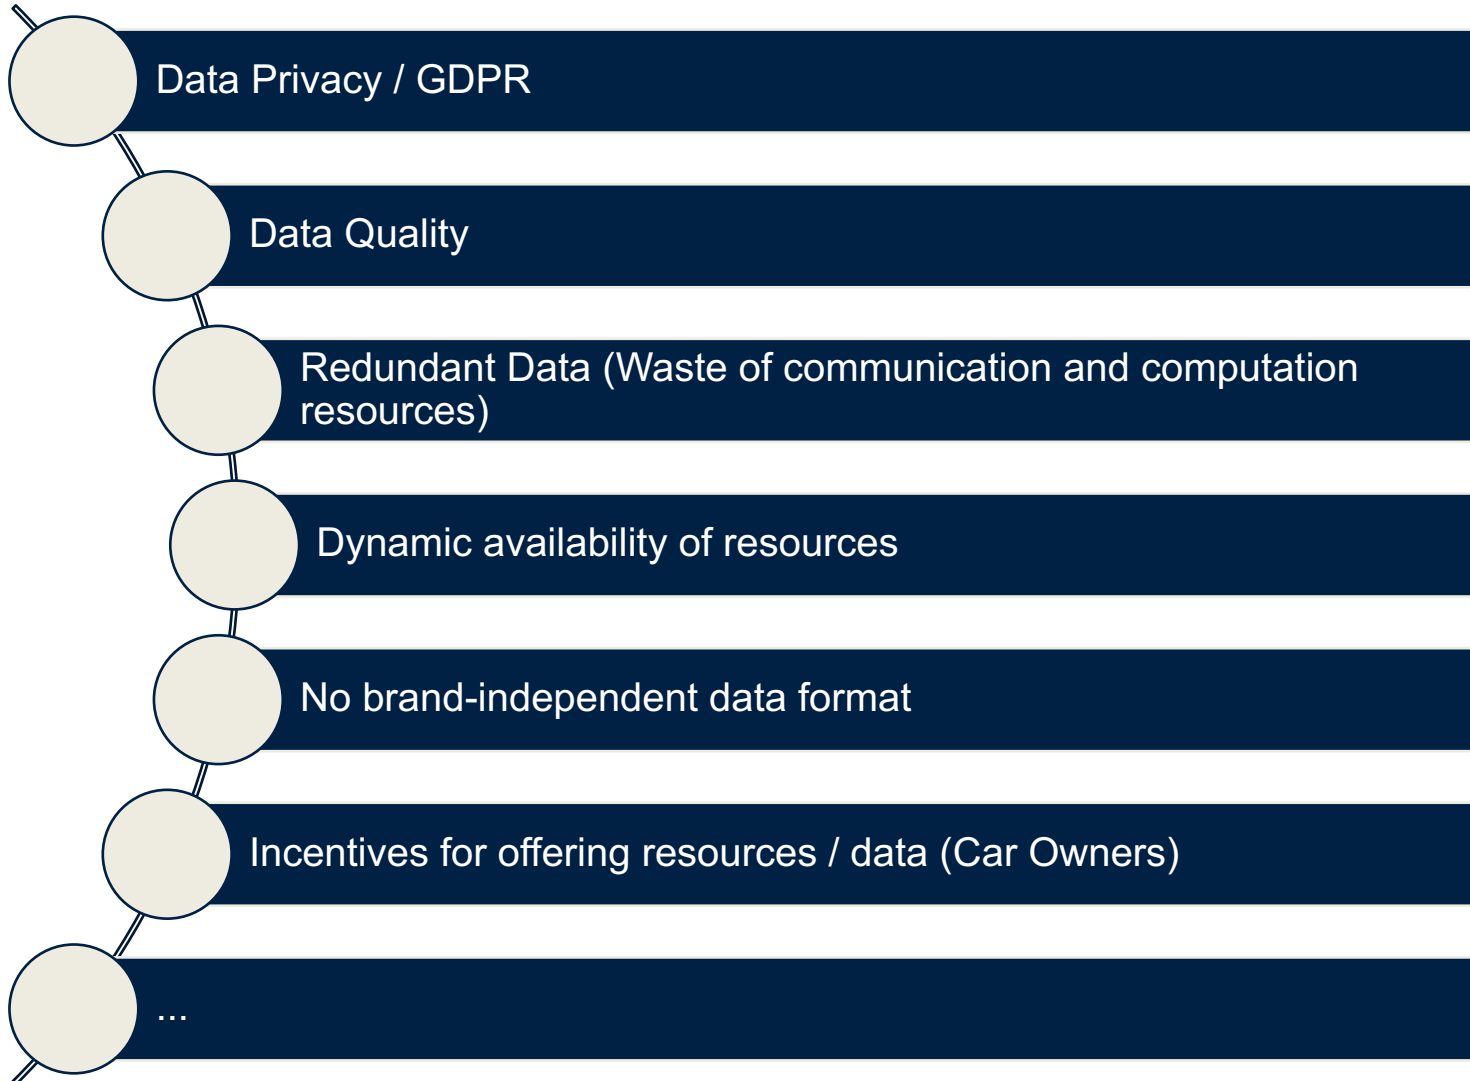 Data Privacy / GDPR
Data Quality
Redundant Data (Waste of communication and computation
resources)
Dynamic availability of resources
No brand-independent data format
Incentives for offering resources / data (Car Owners)
...